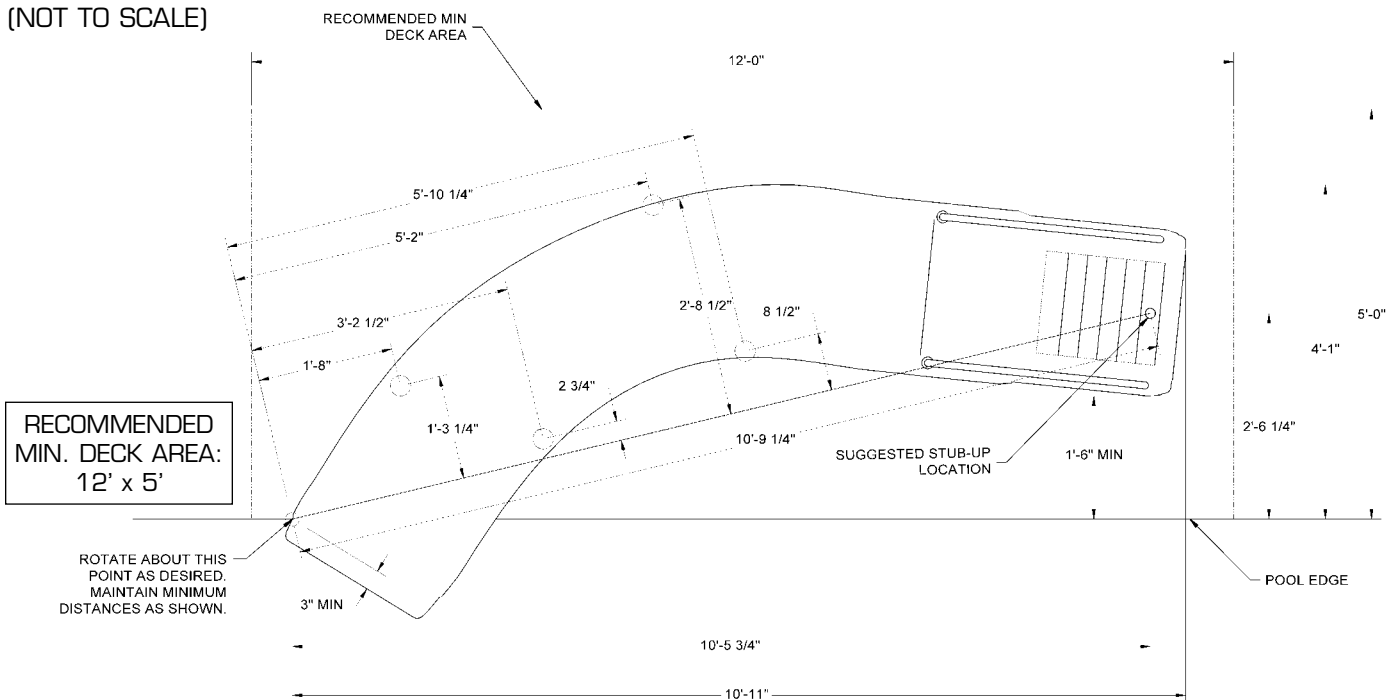 (NOT TO SCALE)
RECOMMENDED MIN
DECK AREA
12'-0"
5'-10 1/4"
5'-2"
3'-2 1/2"
1'-8"
2'-8 1/2"
8 1/2"
2 3/4"
1'-3 1/4"
10'-9 1/4"
5'-0"
4'-1"
2'-6 1/4"
1'-6" MIN
SUGGESTED STUB-UP
LOCATION
RECOMMENDED
MIN. DECK AREA:
12' x 5'
ROTATE ABOUT THIS
POINT AS DESIRED.
MAINTAIN MINIMUM
DISTANCES AS SHOWN.
3" MIN
POOL EDGE
10'-5 3/4"
10'-11"